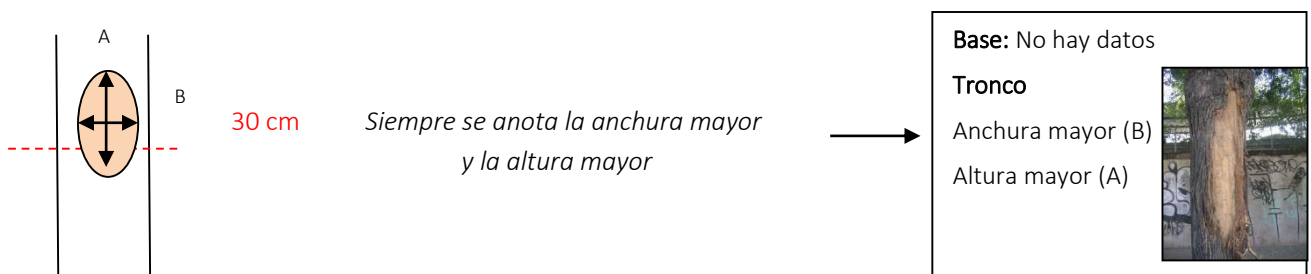 A
B
30 cm
Siempre se anota la anchura mayor
y la altura mayor
Base: No hay datos
Tronco
Anchura mayor (B)
Altura mayor (A)